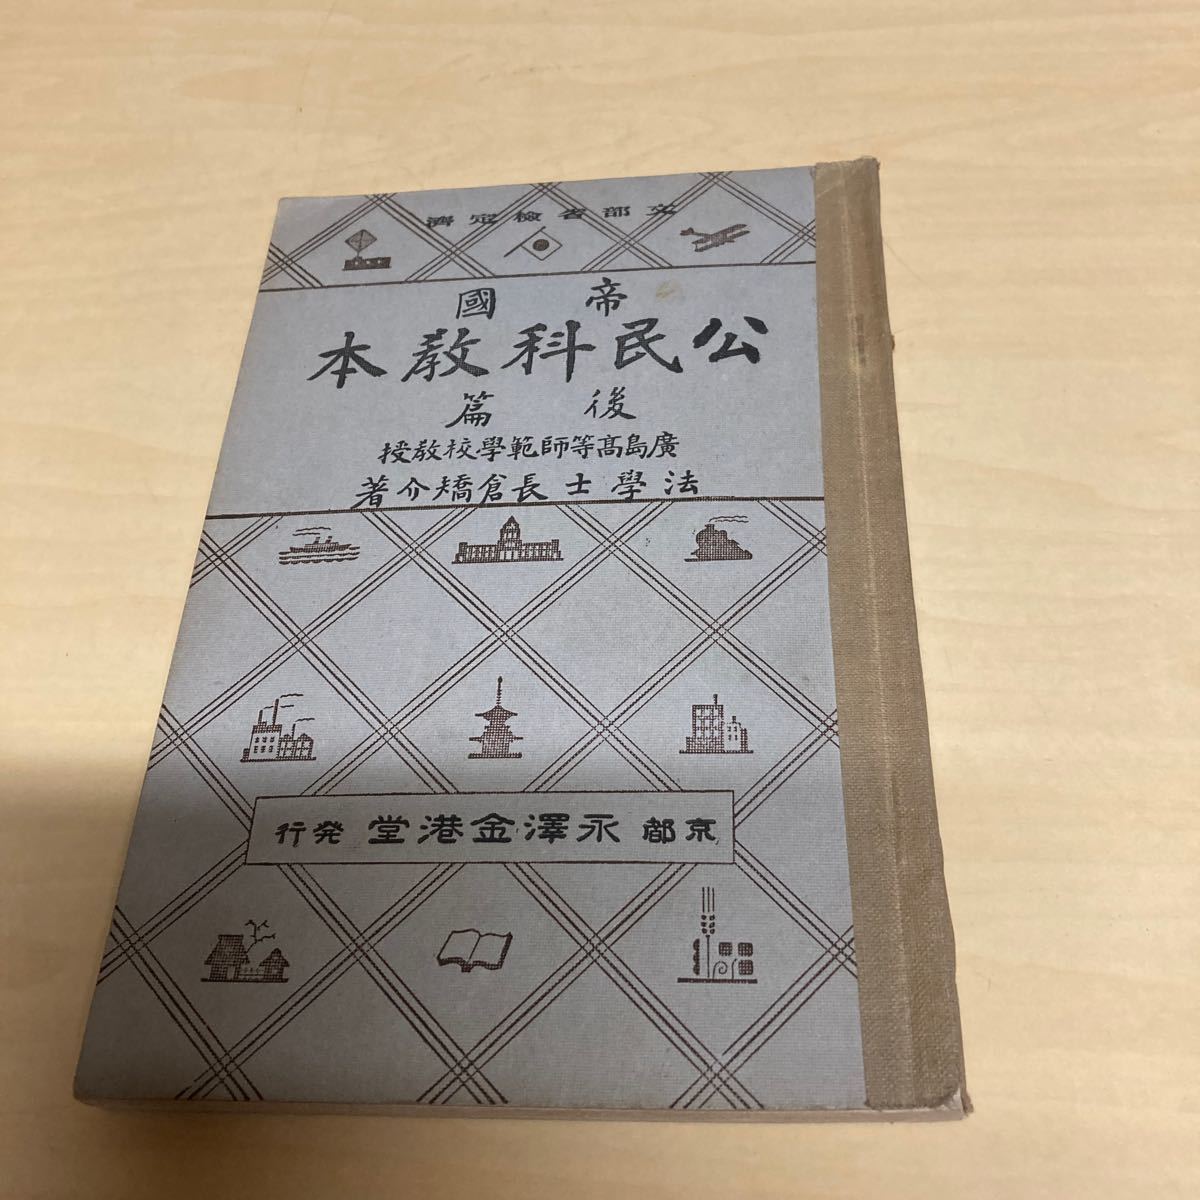 文部省檢定濟
帝國
公民科教本
後篇
廣島高等師範學校教授
法學士長倉矯介著
京都 永澤金港堂 発行